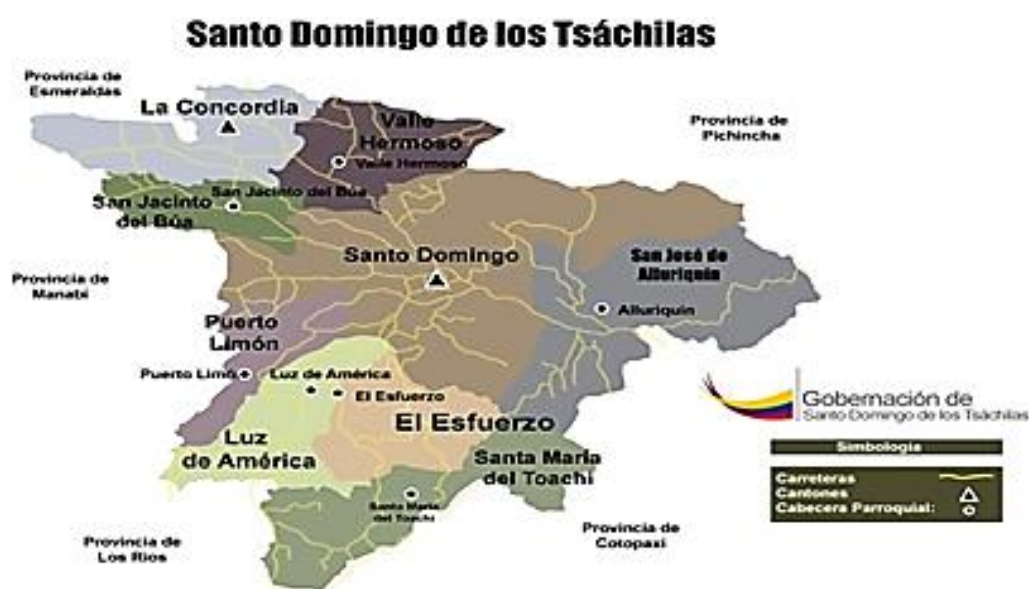 Santo Domingo de los Tsáchilas
Provincia de
Esmeraldas
La Concordia
Valle
Hermoso
Valle Hermoso
Provincia de
Pichincha
San Jacinto
del Búa
San Jacinto del Búa
Santo Domingo
San José de
Alluriquín
Alluriquín
Provincia de
Manabí
Puerto
Limón
Puerto Limó
Luz de América
El Esfuerzo
El Esfuerzo
Luz
de América
Santa María
del Toachi
Santa María
del Toachi
Provincia de
Los Rios
Provincia de
Cotopaxi
Gobernación de
Santo Domingo de los Tsáchilas
Simbología
Carreteras
Cantones
Cabecera Parroquial: